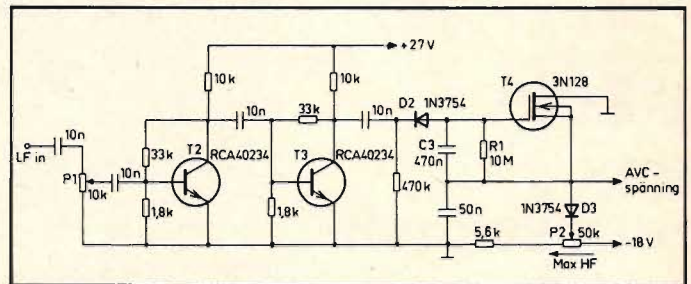 +27 V
10k
10k
T4
3N128
10n
33k
10n
D2
1N3754
10n
33k
T2
RCA40234
T3
RCA40234
C3
470n
R1
10M
LF in
10n
P1
10k
AVC-
spänning
1,8k
1,8k
470k
50n
1N3754
D3
P2
50k
5,6k
-18 V
Max HF